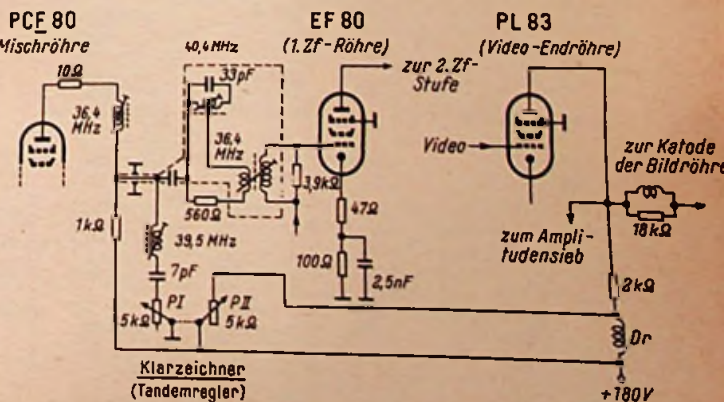 PCF 80
Mischröhre
10Ω
36,4
MHz
1kΩ
40,4MHz
33pF
36,4
MHz
560Ω
39,5 MHz
7pF
PI
5kΩ
PII
5kΩ
Klarzeichner
(Tandemregler)
EF 80
(1. Zf-Röhre)
zur 2. Zf-
Stufe
3,9kΩ
47Ω
100Ω
2,5nF
PL 83
(Video-Endröhre)
Video
zur Katode
der Bildröhre
18kΩ
zum Ampli-
tudensieb
2kΩ
Dr
+180V